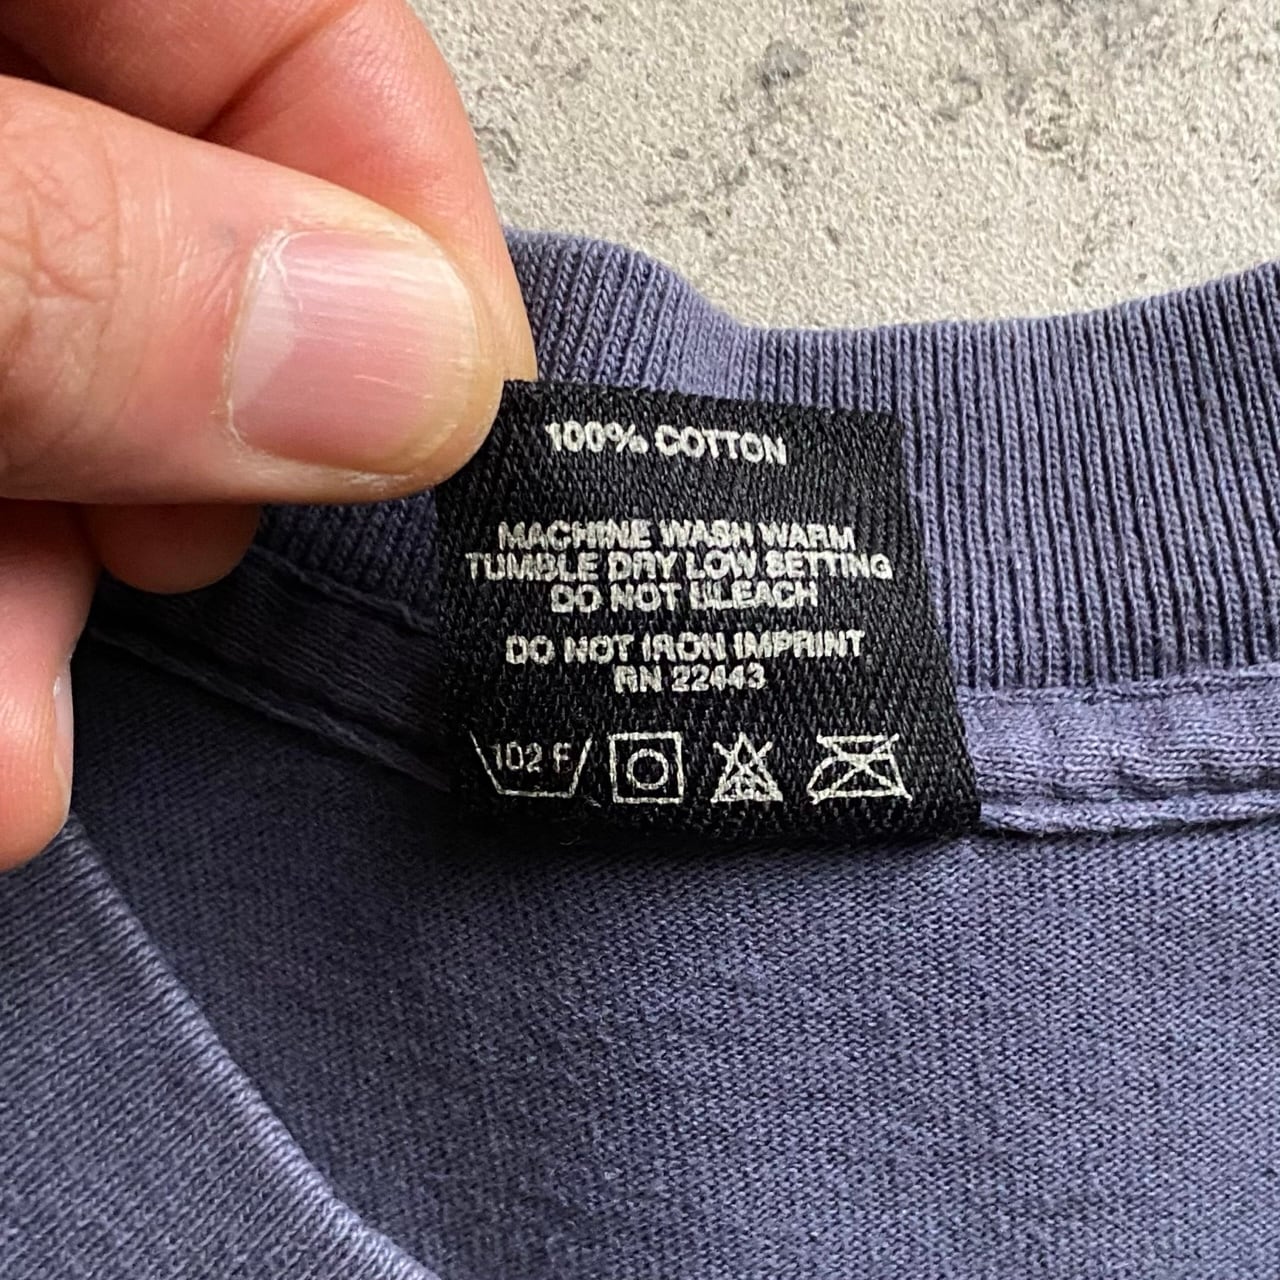 100% COTTON
MACHINE WASH WARM
TUMBLE DRY LOW SETTING
DO NOT BLEACH
DO NOT IRON IMPRINT
RN 22443
102 F